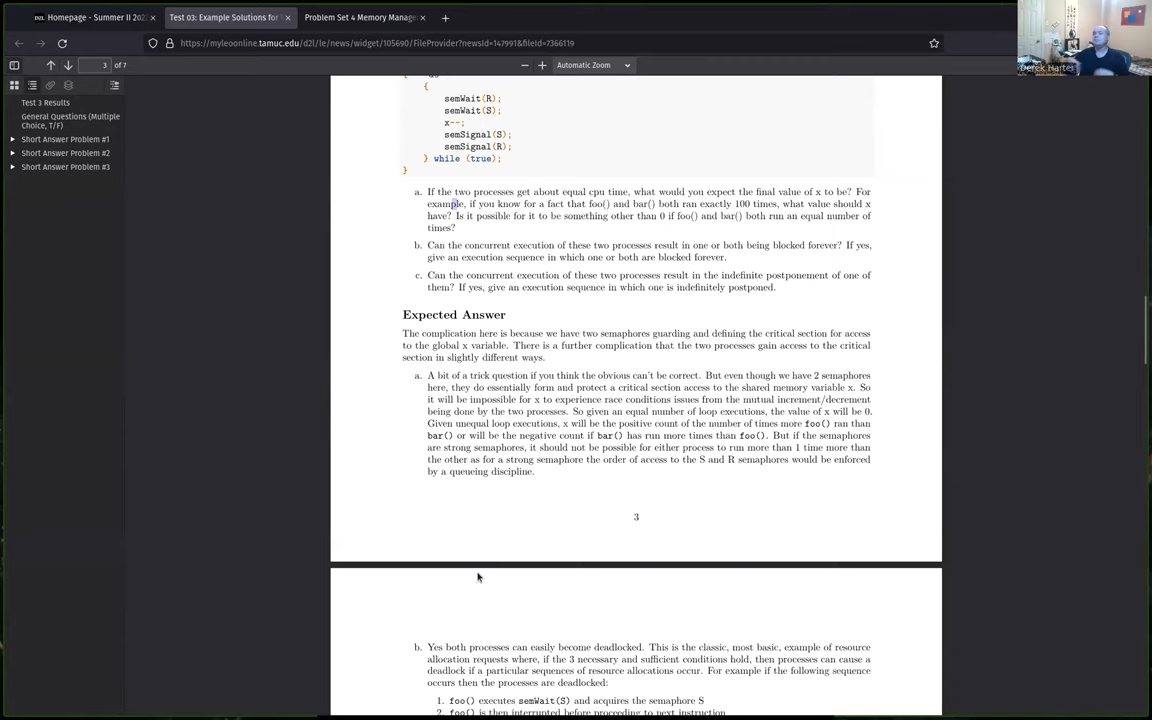 Homepage - Summer II 202
Test 03: Example Solutions for
Problem Set 4 Memory Manage
https://myleoonline.tamuc.edu/d2l/le/news/widget/105690/FileProvider?newsId=147991&fileId=7366119
3 of 7
Automatic Zoom
Derek Harter
Test 3 Results
General Questions (Multiple
Choice, T/F)
Short Answer Problem #1
Short Answer Problem #2
Short Answer Problem #3
{
semWait(R);
semWait(S);
x--;
semSignal(S);
semSignal(R);
} while (true);
}
a. If the two processes get about equal cpu time, what would you expect the final value of x to be? For
example, if you know for a fact that foo() and bar() both ran exactly 100 times, what value should x
have? Is it possible for it to be something other than 0 if foo() and bar() both run an equal number of
times?
b. Can the concurrent execution of these two processes result in one or both being blocked forever? If yes,
give an execution sequence in which one or both are blocked forever.
c. Can the concurrent execution of these two processes result in the indefinite postponement of one of
them? If yes, give an execution sequence in which one is indefinitely postponed.
Expected Answer
The complication here is because we have two semaphores guarding and defining the critical section for access
to the global x variable. There is a further complication that the two processes gain access to the critical
section in slightly different ways.
a. A bit of a trick question if you think the obvious can't be correct. But even though we have 2 semaphores
here, they do essentially form and protect a critical section access to the shared memory variable x. So
it will be impossible for x to experience race conditions issues from the mutual increment/decrement
being done by the two processes. So given an equal number of loop executions, the value of x will be 0.
Given unequal loop executions, x will be the positive count of the number of times more foo() ran than
bar() or will be the negative count if bar() has run more times than foo(). But if the semaphores
are strong semaphores, it should not be possible for either process to run more than 1 time more than
the other as for a strong semaphore the order of access to the S and R semaphores would be enforced
by a queueing discipline.
3
b. Yes both processes can easily become deadlocked. This is the classic, most basic, example of resource
allocation requests where, if the 3 necessary and sufficient conditions hold, then processes can cause a
deadlock if a particular sequences of resource allocations occur. For example if the following sequence
occurs then the processes are deadlocked:
1. foo() executes semWait(S) and acquires the semaphore S
2. foo() is then interrupted before proceeding to next instruction